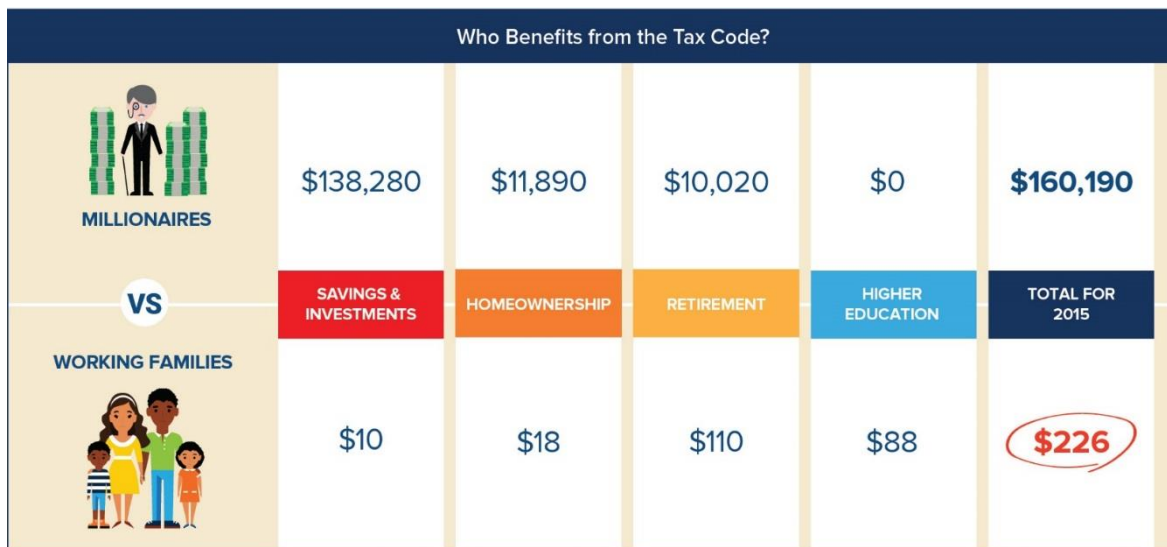 Who Benefits from the Tax Code?
MILLIONAIRES
$138,280
$11,890
$10,020
$0
$160,190
VS
SAVINGS &
INVESTMENTS
HOMEOWNERSHIP
RETIREMENT
HIGHER
EDUCATION
TOTAL FOR
2015
WORKING FAMILIES
$10
$18
$110
$88
$226